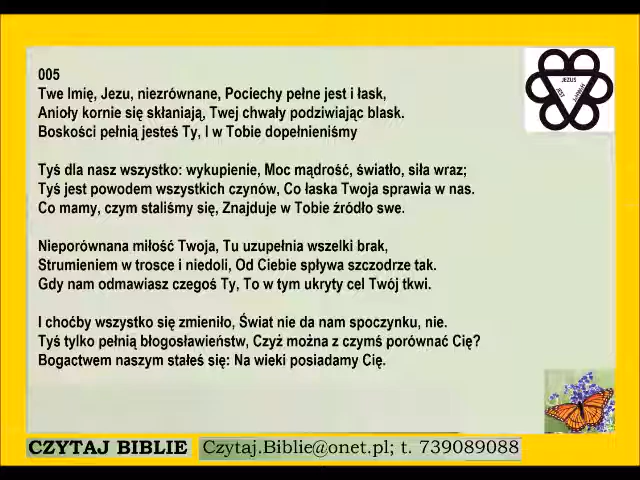 005
Twe Imię, Jezu, niezrównane, Pociechy pełne jest i łask,
Anioły kornie się skłaniają, Twej chwały podziwiając blask.
Boskości pełnią jesteś Ty, I w Tobie dopełnieniśmy
Tyś dla nasz wszystko: wykupienie, Moc mądrość, światło, siła wraz;
Tyś jest powodem wszystkich czynów, Co łaska Twoja sprawia w nas.
Co mamy, czym staliśmy się, Znajduje w Tobie źródło swe.
Nieporównana miłość Twoja, Tu uzupełnia wszelki brak,
Strumieniem w trosce i niedoli, Od Ciebie spływa szczodrze tak.
Gdy nam odmawiasz czegoś Ty, To w tym ukryty cel Twój tkwi.
I choćby wszystko się zmieniło, Świat nie da nam spoczynku, nie.
Tyś tylko pełnią błogosławieństw, Czyż można z czymś porównać Cię?
Bogactwem naszym stałeś się: Na wieki posiadamy Cię.
JEZUS
JEST
CZYTAJ BIBLIE Czytaj.Biblie@onet.pl; t. 739089088